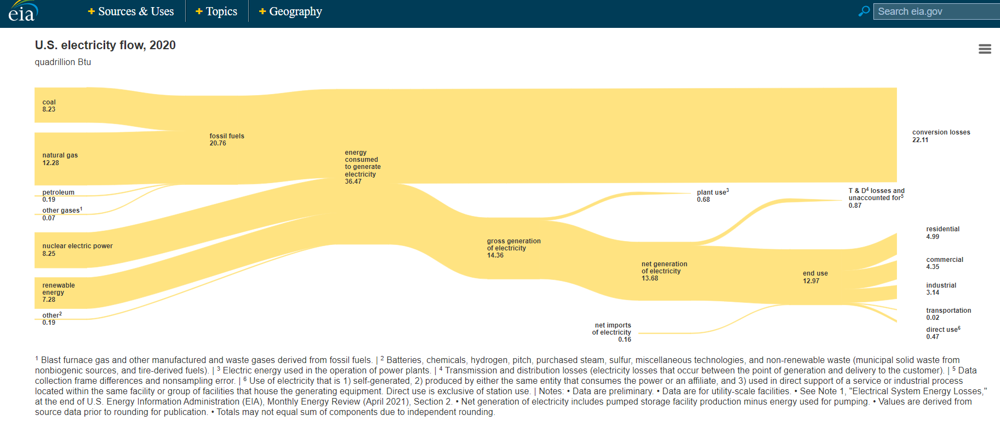 eia
+ Sources & Uses
+ Topics
+ Geography
Search eia.gov
U.S. electricity flow, 2020
quadrillion Btu
coal
8.23
natural gas
12.28
petroleum
0.19
other gases¹
0.07
nuclear electric power
8.25
renewable
energy
7.28
other²
0.19
fossil fuels
20.76
energy
consumed
to generate
electricity
36.47
gross generation
of electricity
14.36
plant use³
0.68
net generation
of electricity
13.68
net imports
of electricity
0.16
T & D⁴ losses and
unaccounted for⁵
0.87
end use
12.97
conversion losses
22.11
residential
4.99
commercial
4.35
industrial
3.14
transportation
0.02
direct use⁶
0.47
¹ Blast furnace gas and other manufactured and waste gases derived from fossil fuels. | ² Batteries, chemicals, hydrogen, pitch, purchased steam, sulfur, miscellaneous technologies, and non-renewable waste (municipal solid waste from
nonbiogenic sources, and tire-derived fuels). | ³ Electric energy used in the operation of power plants. | ⁴ Transmission and distribution losses (electricity losses that occur between the point of generation and delivery to the customer). | ⁵ Data
collection frame differences and nonsampling error. | ⁶ Use of electricity that is 1) self-generated, 2) produced by either the same entity that consumes the power or an affiliate, and 3) used in direct support of a service or industrial process
located within the same facility or group of facilities that house the generating equipment. Direct use is exclusive of station use. | Notes: • Data are preliminary. • Data are for utility-scale facilities. • See Note 1, "Electrical System Energy Losses,"
at the end of U.S. Energy Information Administration (EIA), Monthly Energy Review (April 2021), Section 2. • Net generation of electricity includes pumped storage facility production minus energy used for pumping. • Values are derived from
source data prior to rounding for publication. • Totals may not equal sum of components due to independent rounding.